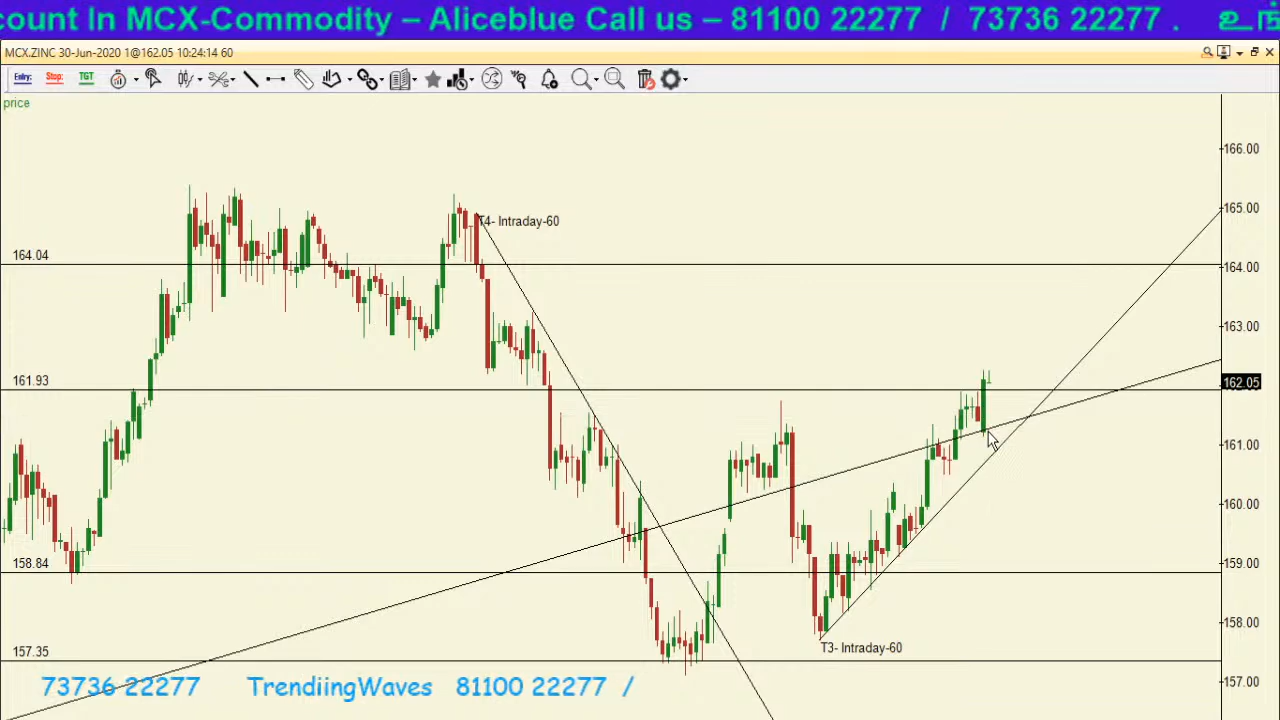 count In MCX-Commodity – Aliceblue Call us – 81100 22277 / 73736 22277 .
MCX.ZINC 30-Jun-2020 1@162.05 10:24:14 60
Entry: Stop: TGT
price
166.00
165.00
T4- Intraday-60
164.04
164.00
163.00
161.93
162.05
161.00
160.00
158.84
159.00
158.00
T3- Intraday-60
157.35
157.00
73736 22277 TrendiingWaves 81100 22277 /